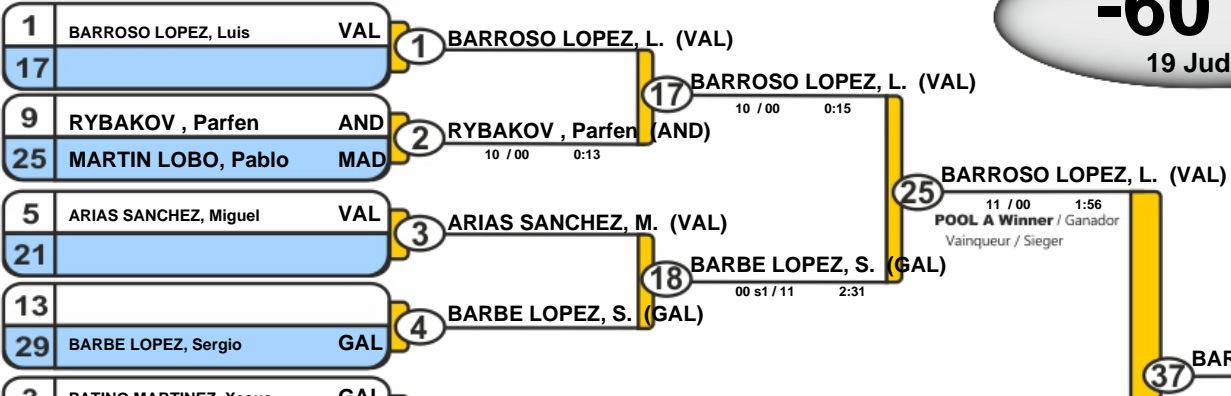 -60
19 Jud
1 BARROSO LOPEZ, Luis VAL
17
1 BARROSO LOPEZ, L. (VAL)
9 RYBAKOV , Parfen AND
25 MARTIN LOBO, Pablo MAD
2 RYBAKOV , Parfen (AND)
10 / 00 0:13
17 BARROSO LOPEZ, L. (VAL)
10 / 00 0:15
5 ARIAS SANCHEZ, Miguel VAL
21
3 ARIAS SANCHEZ, M. (VAL)
13
29 BARBE LOPEZ, Sergio GAL
4 BARBE LOPEZ, S. (GAL)
18 BARBE LOPEZ, S. (GAL)
00 s1 / 11 2:31
25 BARROSO LOPEZ, L. (VAL)
11 / 00 1:56
POOL A Winner / Ganador
Vainqueur / Sieger
37 BAR
GAL